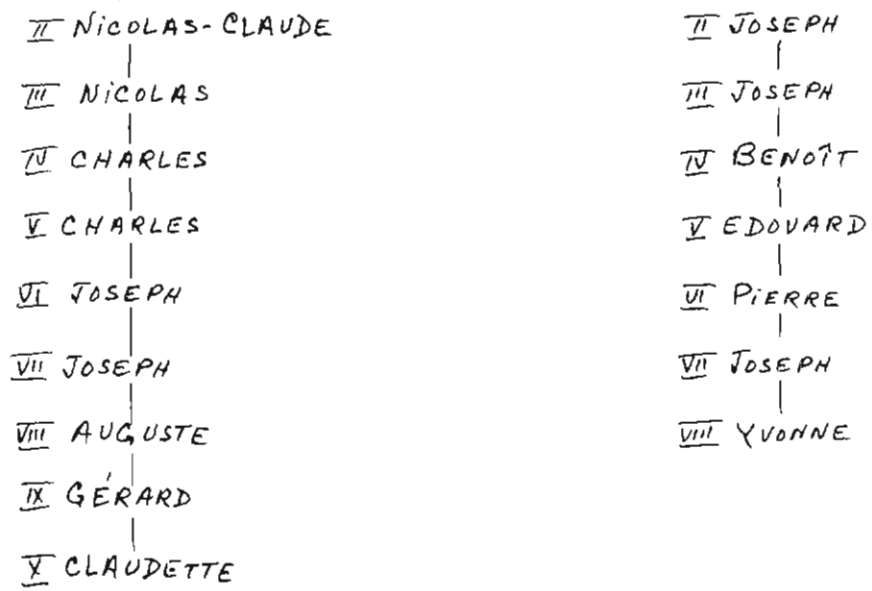 II NiCOLAS-CLAUDE
III NiCOLAS
IV CHARLES
V CHARLES
VI JOSEPH
VII JOSEPH
VIII AUGUSTE
IX GÉRARD
X CLAUDETTE
II JOSEPH
III JOSEPH
IV BENOÎT
V EDOUARD
VI PiERRE
VII JOSEPH
VIII YVONNE